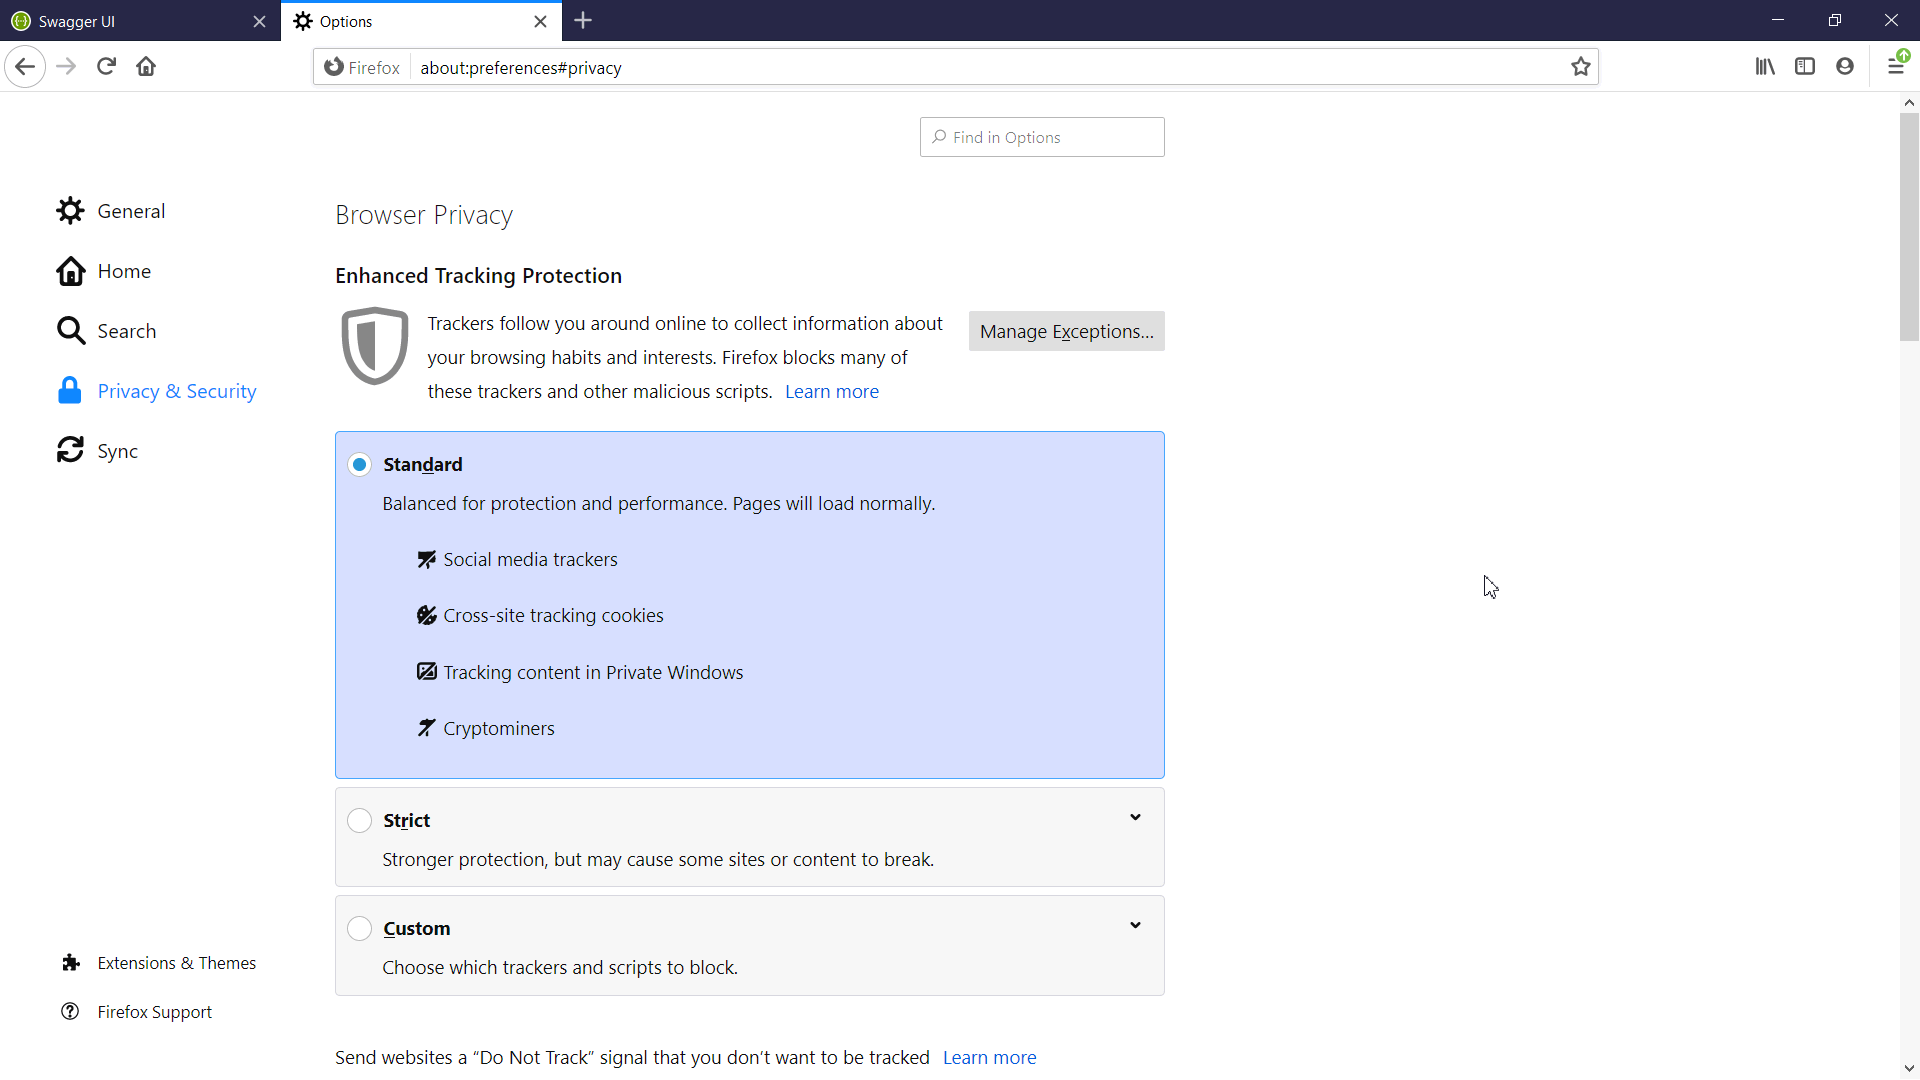 Swagger UI
Options
Firefox
about:preferences#privacy
Find in Options
General
Home
Search
Privacy & Security
Sync
Extensions & Themes
Firefox Support
Browser Privacy
Enhanced Tracking Protection
Trackers follow you around online to collect information about
your browsing habits and interests. Firefox blocks many of
these trackers and other malicious scripts. Learn more
Manage Exceptions...
Standard
Balanced for protection and performance. Pages will load normally.
Social media trackers
Cross-site tracking cookies
Tracking content in Private Windows
Cryptominers
Strict
Stronger protection, but may cause some sites or content to break.
Custom
Choose which trackers and scripts to block.
Send websites a “Do Not Track” signal that you don’t want to be tracked Learn more